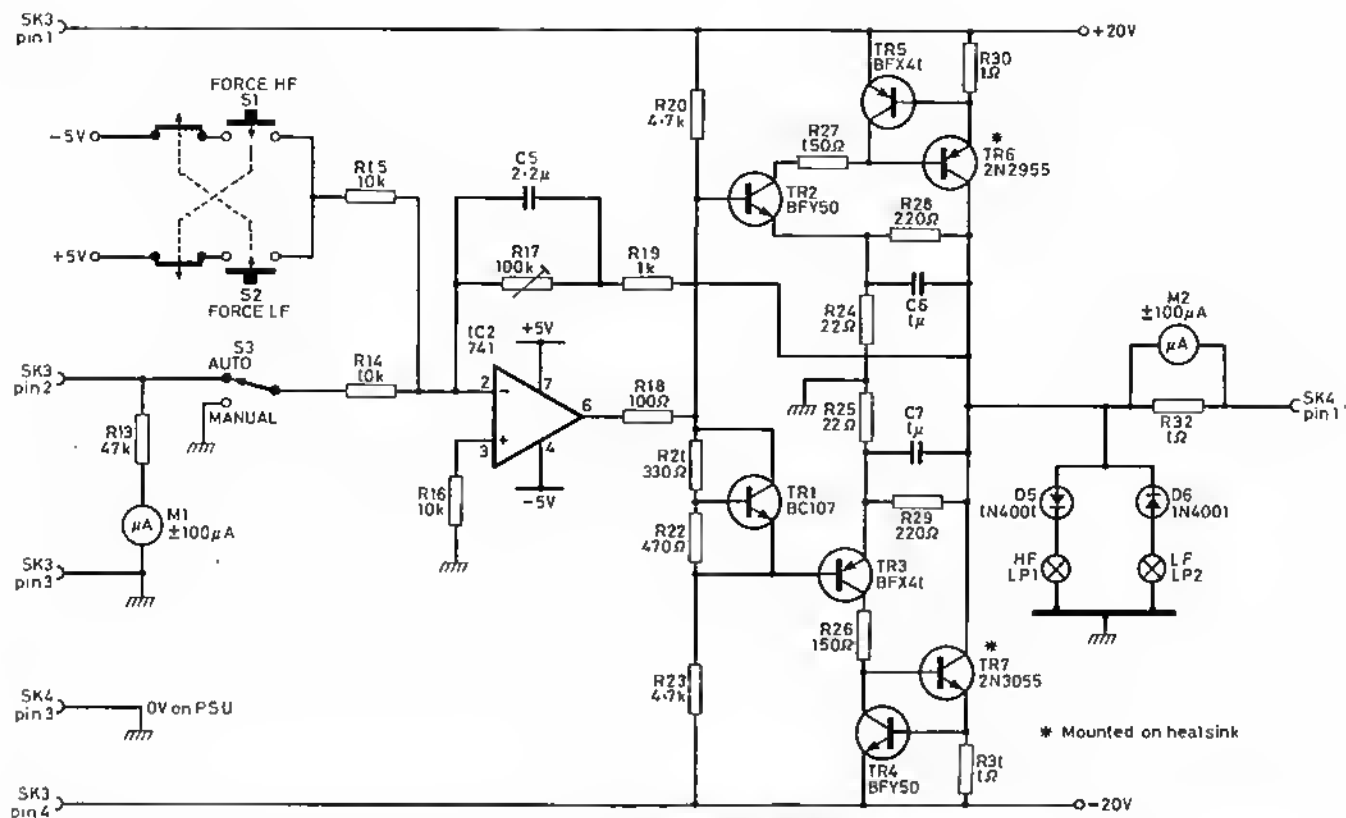 SK3
pin 1
+20V
FORCE HF
S1
-5V
+5V
S2
FORCE LF
R15
10k
C5
2·2µ
R17
100k
R19
1k
R20
4·7k
R27
150Ω
TR5
BFX41
R30
1Ω
*
TR6
2N2955
TR2
BFY50
R28
220Ω
C6
1µ
R24
22Ω
M2
±100µA
µA
R32
1Ω
SK4
pin 1
SK3
pin 2
S3
AUTO
MANUAL
R14
10k
IC2
741
+5V
-5V
2
3
7
4
6
-
+
R18
100Ω
R13
47k
µA
M1
±100µA
R16
10k
R21
330Ω
TR1
BC107
R22
470Ω
R25
22Ω
C7
1µ
R29
220Ω
TR3
BFX41
D5
1N4001
D6
1N4001
HF
LP1
LF
LP2
SK3
pin 3
R26
150Ω
*
TR7
2N3055
R23
4·7k
SK4
pin 3
0V on PSU
TR4
BFY50
R31
1Ω
* Mounted on heatsink
SK3
pin 4
-20V